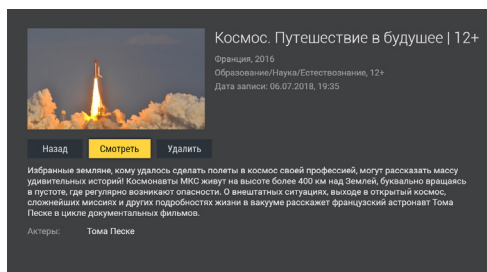 Космос. Путешествие в будущее | 12+
Франция, 2016
Образование/Наука/Естествознание, 12+
Дата записи: 06.07.2018, 19:35
Назад Смотреть Удалить
Избранные земляне, кому удалось сделать полеты в космос своей профессией, могут рассказать массу
удивительных историй! Космонавты МКС живут на высоте более 400 км над Землей, буквально вращаясь
в пустоте, где регулярно возникают опасности. О внештатных ситуациях, выходе в открытый космос,
сложнейших миссиях и других подробностях жизни в вакууме расскажет французский астронавт Тома
Песке в цикле документальных фильмов.
Актеры: Тома Песке